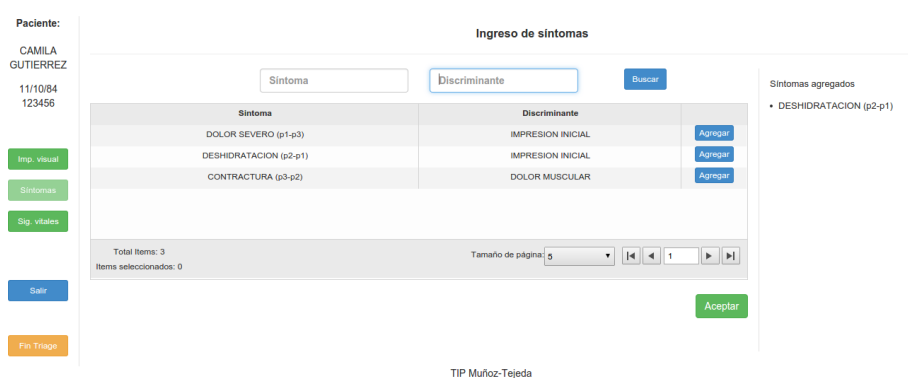 Paciente:
CAMILA
GUTIERREZ
11/10/84
123456
Imp. visual
Síntomas
Sig. vitales
Salir
Fin Triage
Ingreso de síntomas
Síntoma Discriminante Buscar
Síntoma Discriminante
DOLOR SEVERO (p1-p3) IMPRESION INICIAL Agregar
DESHIDRATACION (p2-p1) IMPRESION INICIAL Agregar
CONTRACTURA (p3-p2) DOLOR MUSCULAR Agregar
Total Items: 3
Items seleccionados: 0
Tamaño de página: 5 1
Aceptar
Síntomas agregados
• DESHIDRATACION (p2-p1)
TIP Muñoz-Tejeda